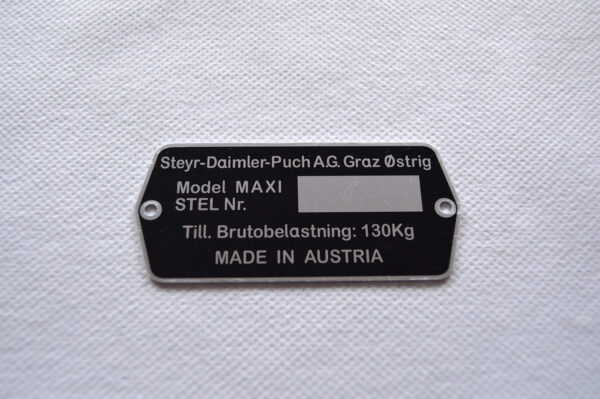 Steyr-Daimler-Puch A.G. Graz Østrig
Model MAXI
STEL Nr.
Till. Brutobelastning: 130Kg
MADE IN AUSTRIA